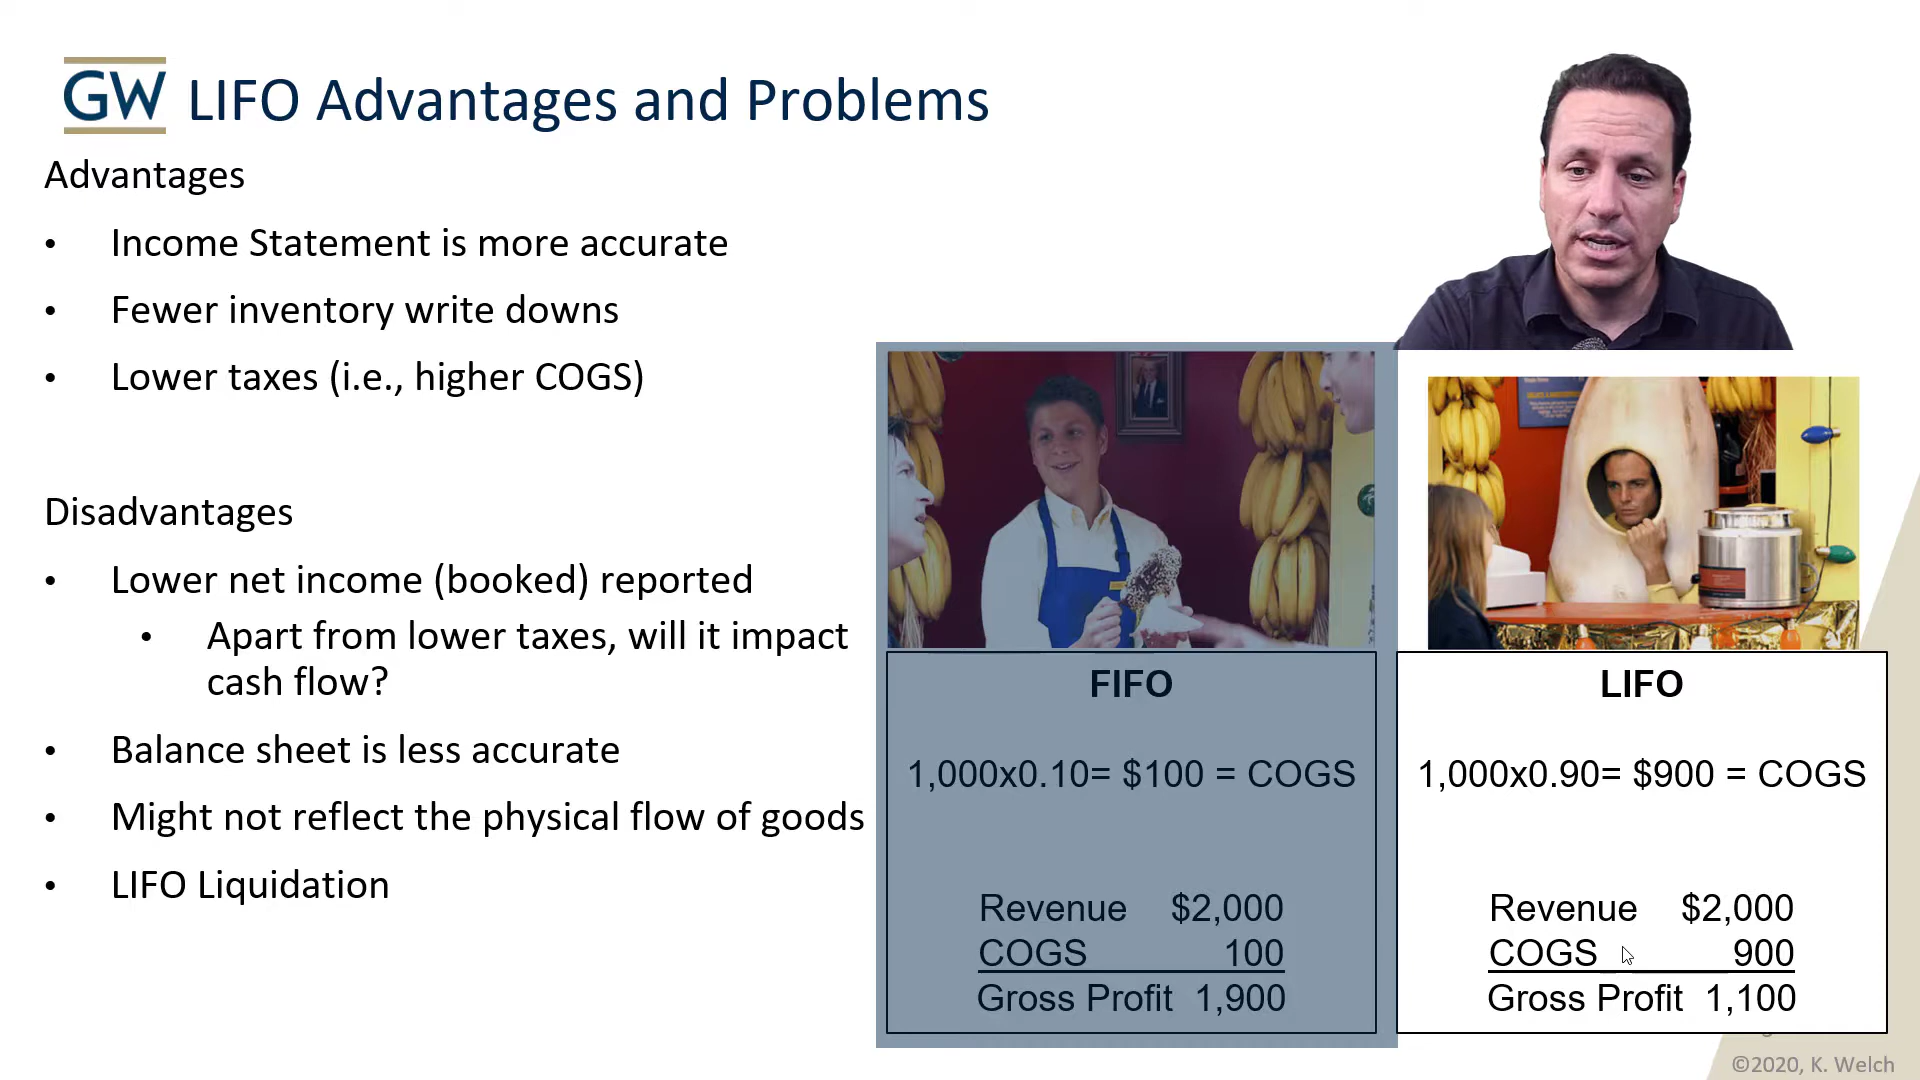 GW LIFO Advantages and Problems
Advantages
• Income Statement is more accurate
• Fewer inventory write downs
• Lower taxes (i.e., higher COGS)
Disadvantages
• Lower net income (booked) reported
• Apart from lower taxes, will it impact
cash flow?
• Balance sheet is less accurate
• Might not reflect the physical flow of goods
• LIFO Liquidation
FIFO
1,000x0.10= $100 = COGS
Revenue $2,000
COGS 100
Gross Profit 1,900
LIFO
1,000x0.90= $900 = COGS
Revenue $2,000
COGS 900
Gross Profit 1,100
©2020, K. Welch